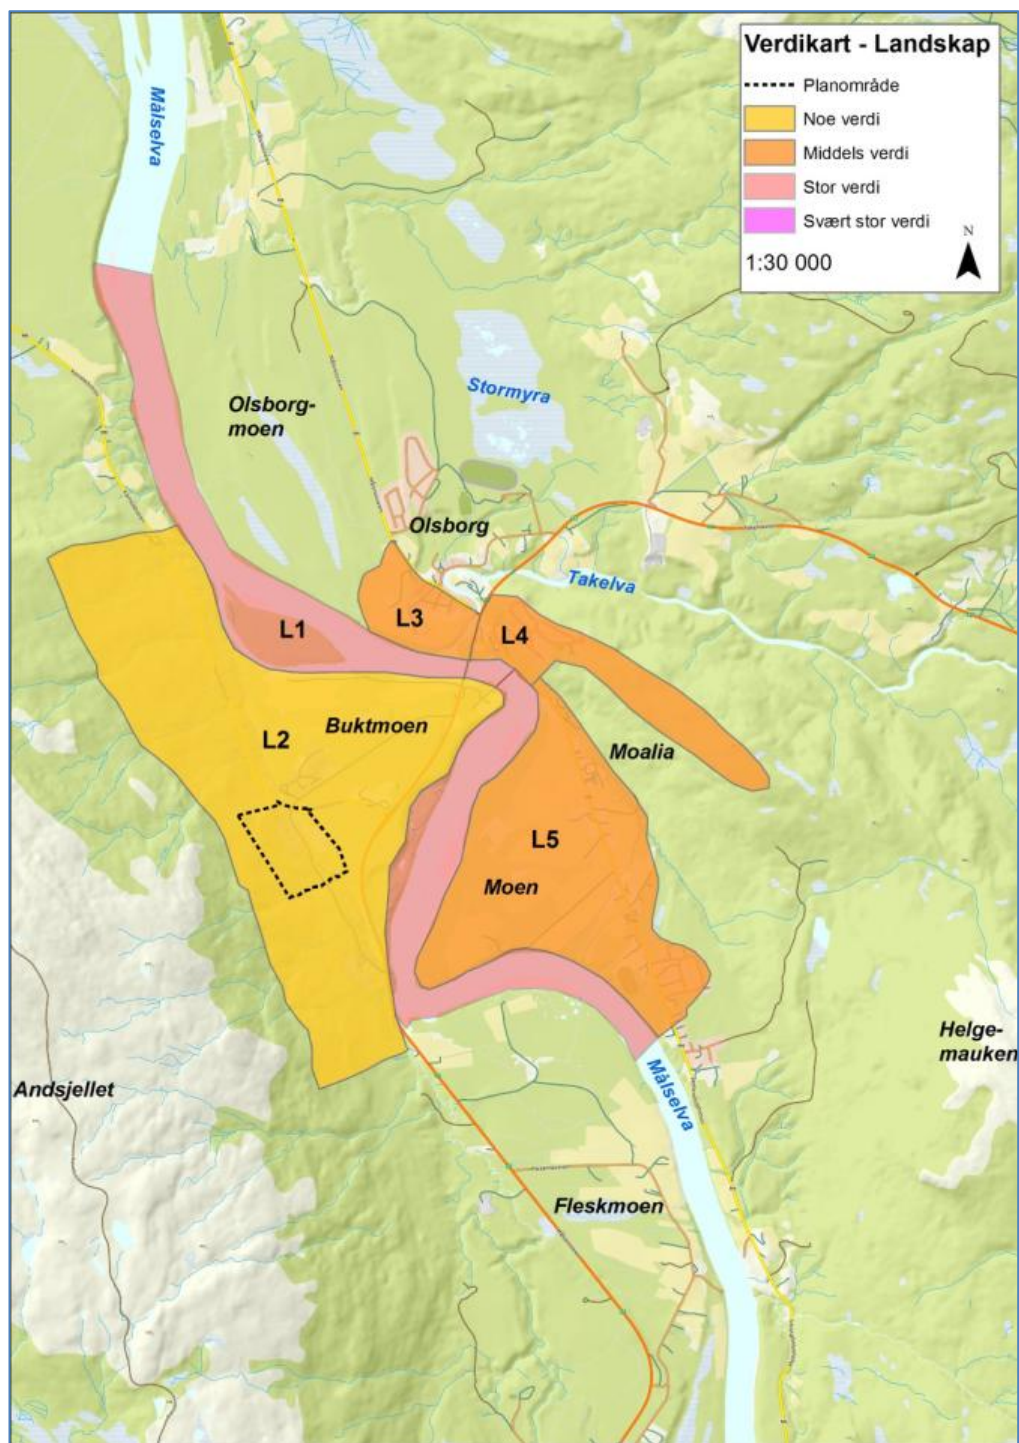 Verdikart - Landskap
Planområde
Noe verdi
Middels verdi
Stor verdi
Svært stor verdi
N
1:30 000
Målselva
Stormyra
Olsborg-
moen
Olsborg
Takelva
L3
L4
L1
Buktmoen
L2
Moalia
L5
Moen
Helge-
mauken
Andsjellet
Målselva
Fleskmoen